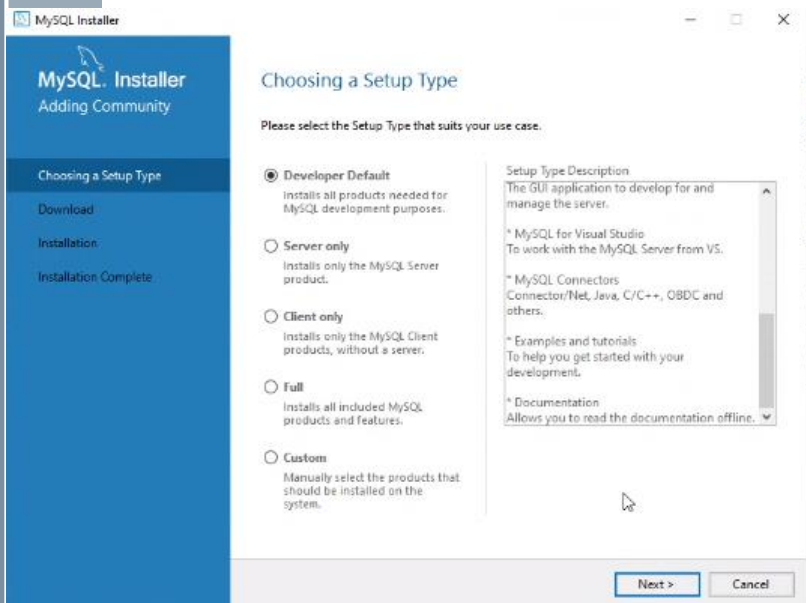 MySQL Installer
MySQL. Installer
Adding Community
Choosing a Setup Type
Download
Installation
Installation Complete
Choosing a Setup Type
Please select the Setup Type that suits your use case.
Developer Default
Installs all products needed for
MySQL development purposes.
Server only
Installs only the MySQL Server
product.
Client only
Installs only the MySQL Client
products, without a server.
Full
Installs all included MySQL
products and features.
Custom
Manually select the products that
should be installed on the
system.
Setup Type Description
The GUI application to develop for and
manage the server.
* MySQL for Visual Studio
To work with the MySQL Server from VS.
* MySQL Connectors
Connector/Net, Java, C/C++, OBDC and
others.
* Examples and tutorials
To help you get started with your
development.
* Documentation
Allows you to read the documentation offline.
Next >
Cancel